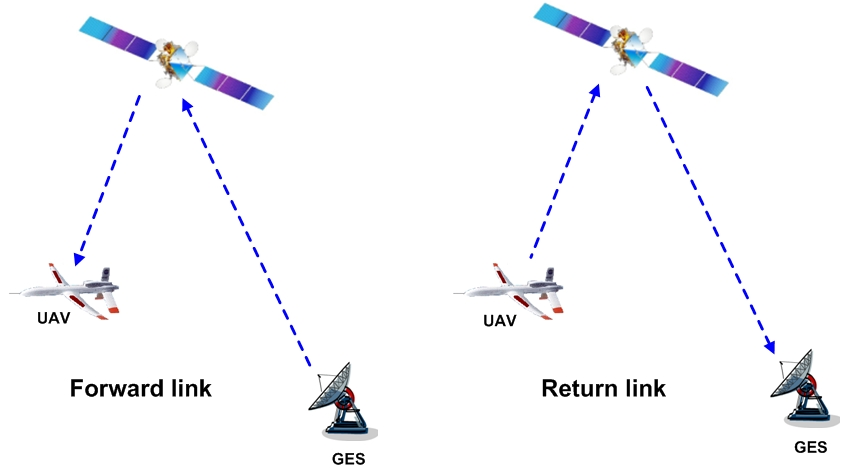 UAV
Forward link
GES
UAV
Return link
GES